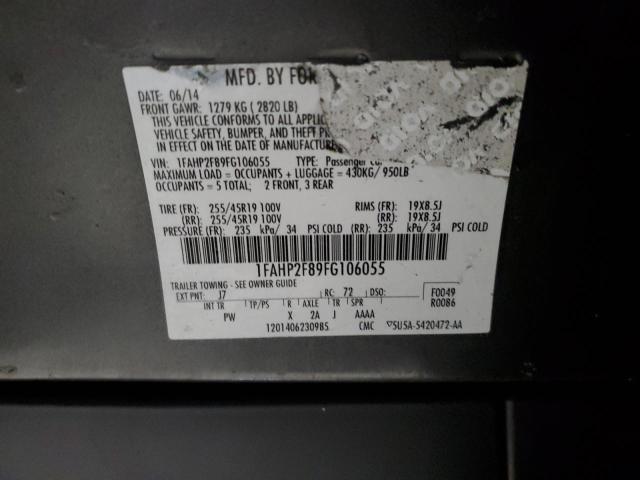 MFD. BY FOR
DATE: 06/14
FRONT GAWR: 1279 KG ( 2820 LB)
THIS VEHICLE CONFORMS TO ALL
VEHICLE SAFETY, BUMPER, AND THEFT PR
IN EFFECT ON THE DATE OF MANUFACTURE
VOID VOID
VIN: 1FAHP2F89FG106055 TYPE: Passenger Car
MAXIMUM LOAD = OCCUPANTS + LUGGAGE = 430KG/ 950LB
OCCUPANTS = 5 TOTAL; 2 FRONT, 3 REAR
TIRE (FR): 255/45R19 100V RIMS (FR): 19X8.5J
(RR): 255/45R19 100V (RR): 19X8.5J
PRESSURE (FR): 235 kPa/ 34 PSI COLD (RR): 235 kPa/ 34 PSI COLD
1FAHP2F89FG106055
TRAILER TOWING - SEE OWNER GUIDE
EXT PNT: J7 RC: 72 DSO: F0049
INT TR TP/PS R AXLE TR SPR R0086
PW X 2A J AAAA
1201406230985 CMC ▽SU5A-5420472-AA